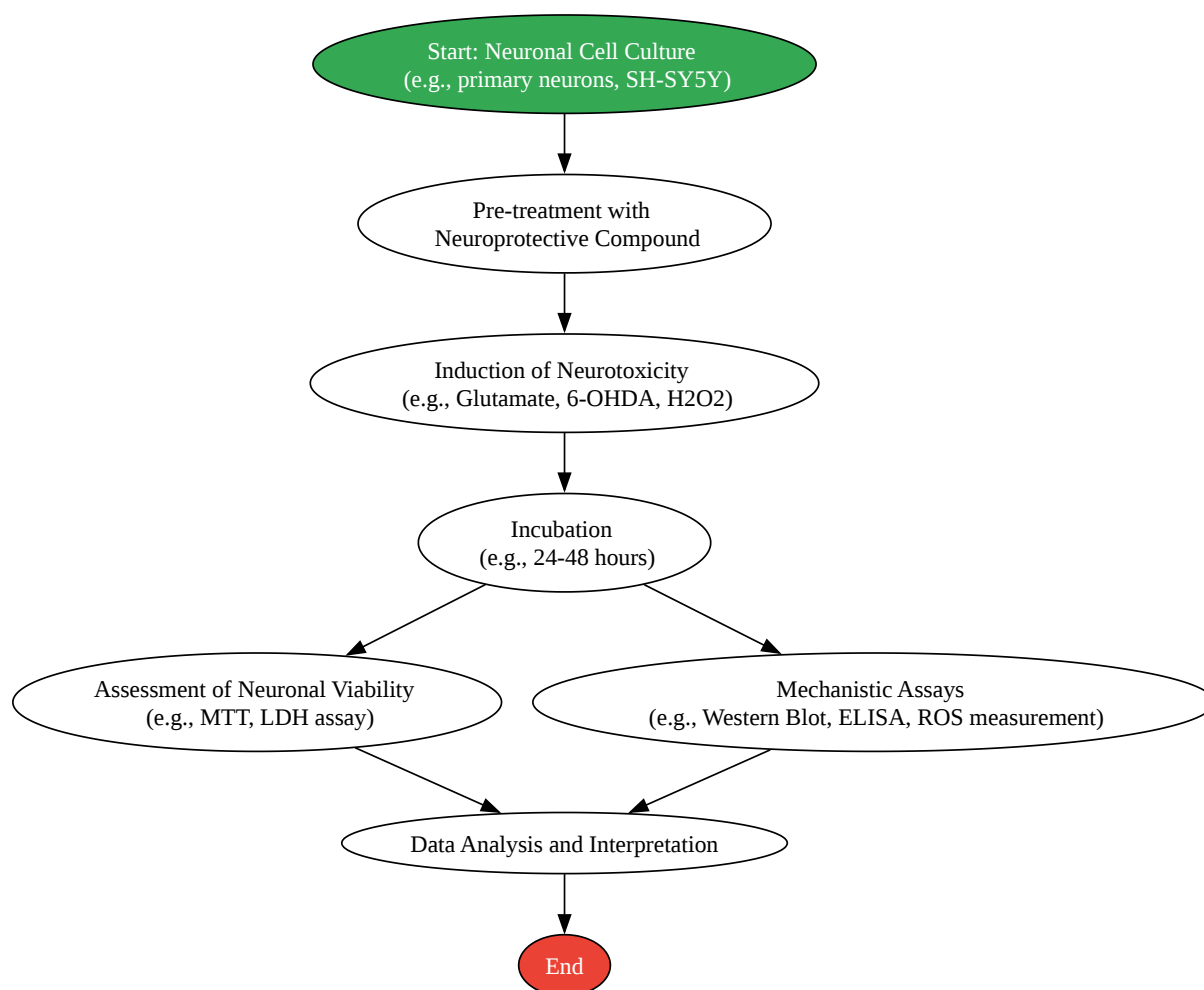 Start: Neuronal Cell Culture
(e.g., primary neurons, SH-SY5Y)
Pre-treatment with
Neuroprotective Compound
Induction of Neurotoxicity
(e.g., Glutamate, 6-OHDA, H2O2)
Incubation
(e.g., 24-48 hours)
Assessment of Neuronal Viability
(e.g., MTT, LDH assay)
Mechanistic Assays
(e.g., Western Blot, ELISA, ROS measurement)
Data Analysis and Interpretation
End